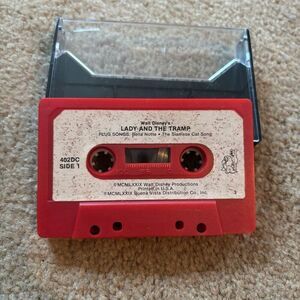 Walt Disney's
LADY AND THE TRAMP
PLUS SONGS: Bella Notte • The Siamese Cat Song
402DC
SIDE 1
©MCMLXXIX Walt Disney Productions
Printed in U.S.A.
℗MCMLXXIX Buena Vista Distribution Co., Inc.